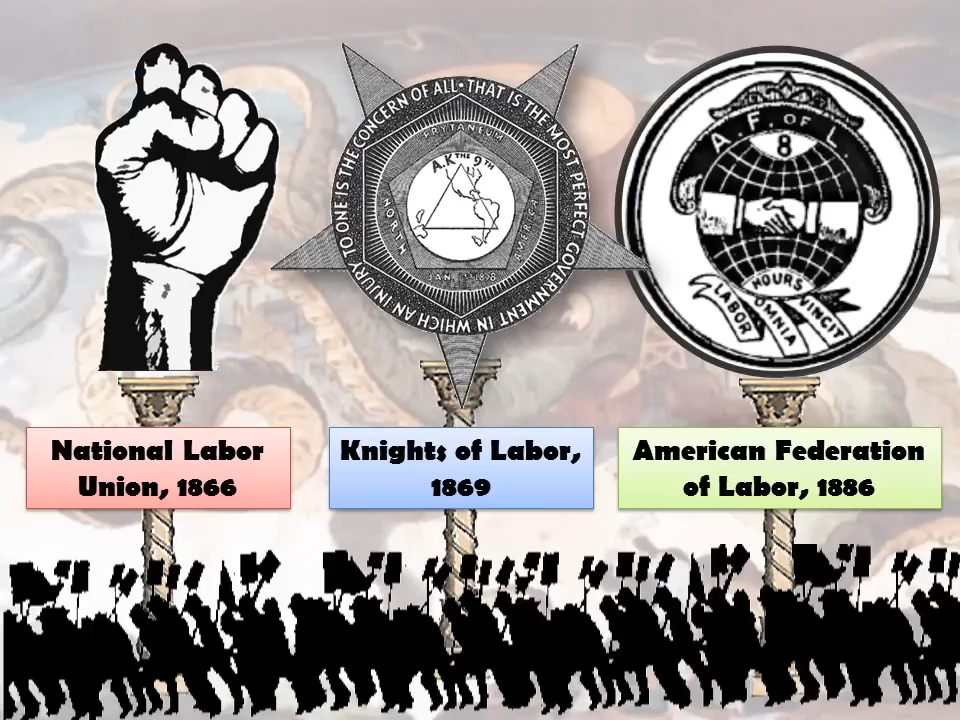 THAT IS THE MOST PERFECT GOVERNMENT IN WHICH AN INJURY TO ONE IS THE CONCERN OF ALL•
PRYTANEUM
A.K THE 9TH
NORTH
AMERICA
JAN. 1ST 1878
A.F. OF L.
8
HOURS
LABOR
OMNIA
VINCIT
National Labor
Union, 1866
Knights of Labor,
1869
American Federation
of Labor, 1886